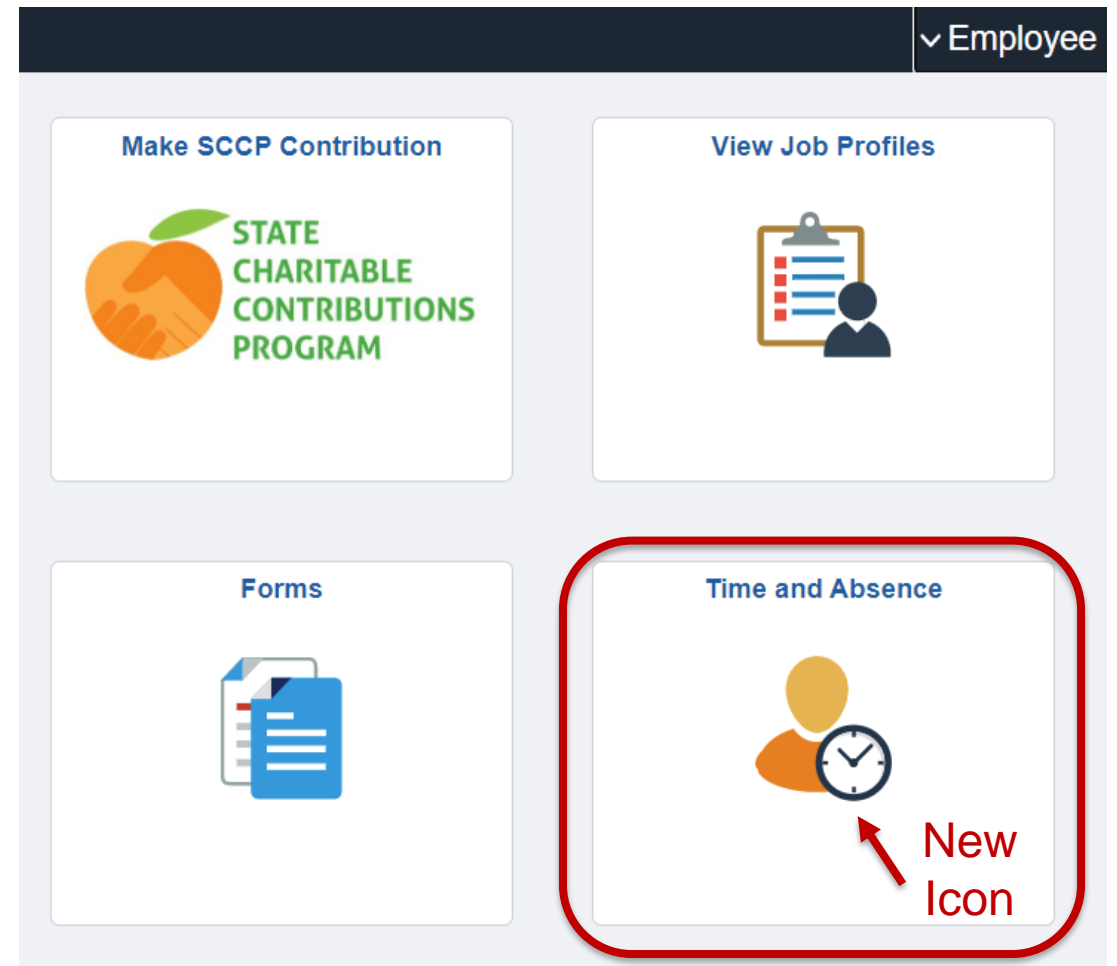 Employee
Make SCCP Contribution
View Job Profiles
STATE
CHARITABLE
CONTRIBUTIONS
PROGRAM
Forms
Time and Absence
New
Icon